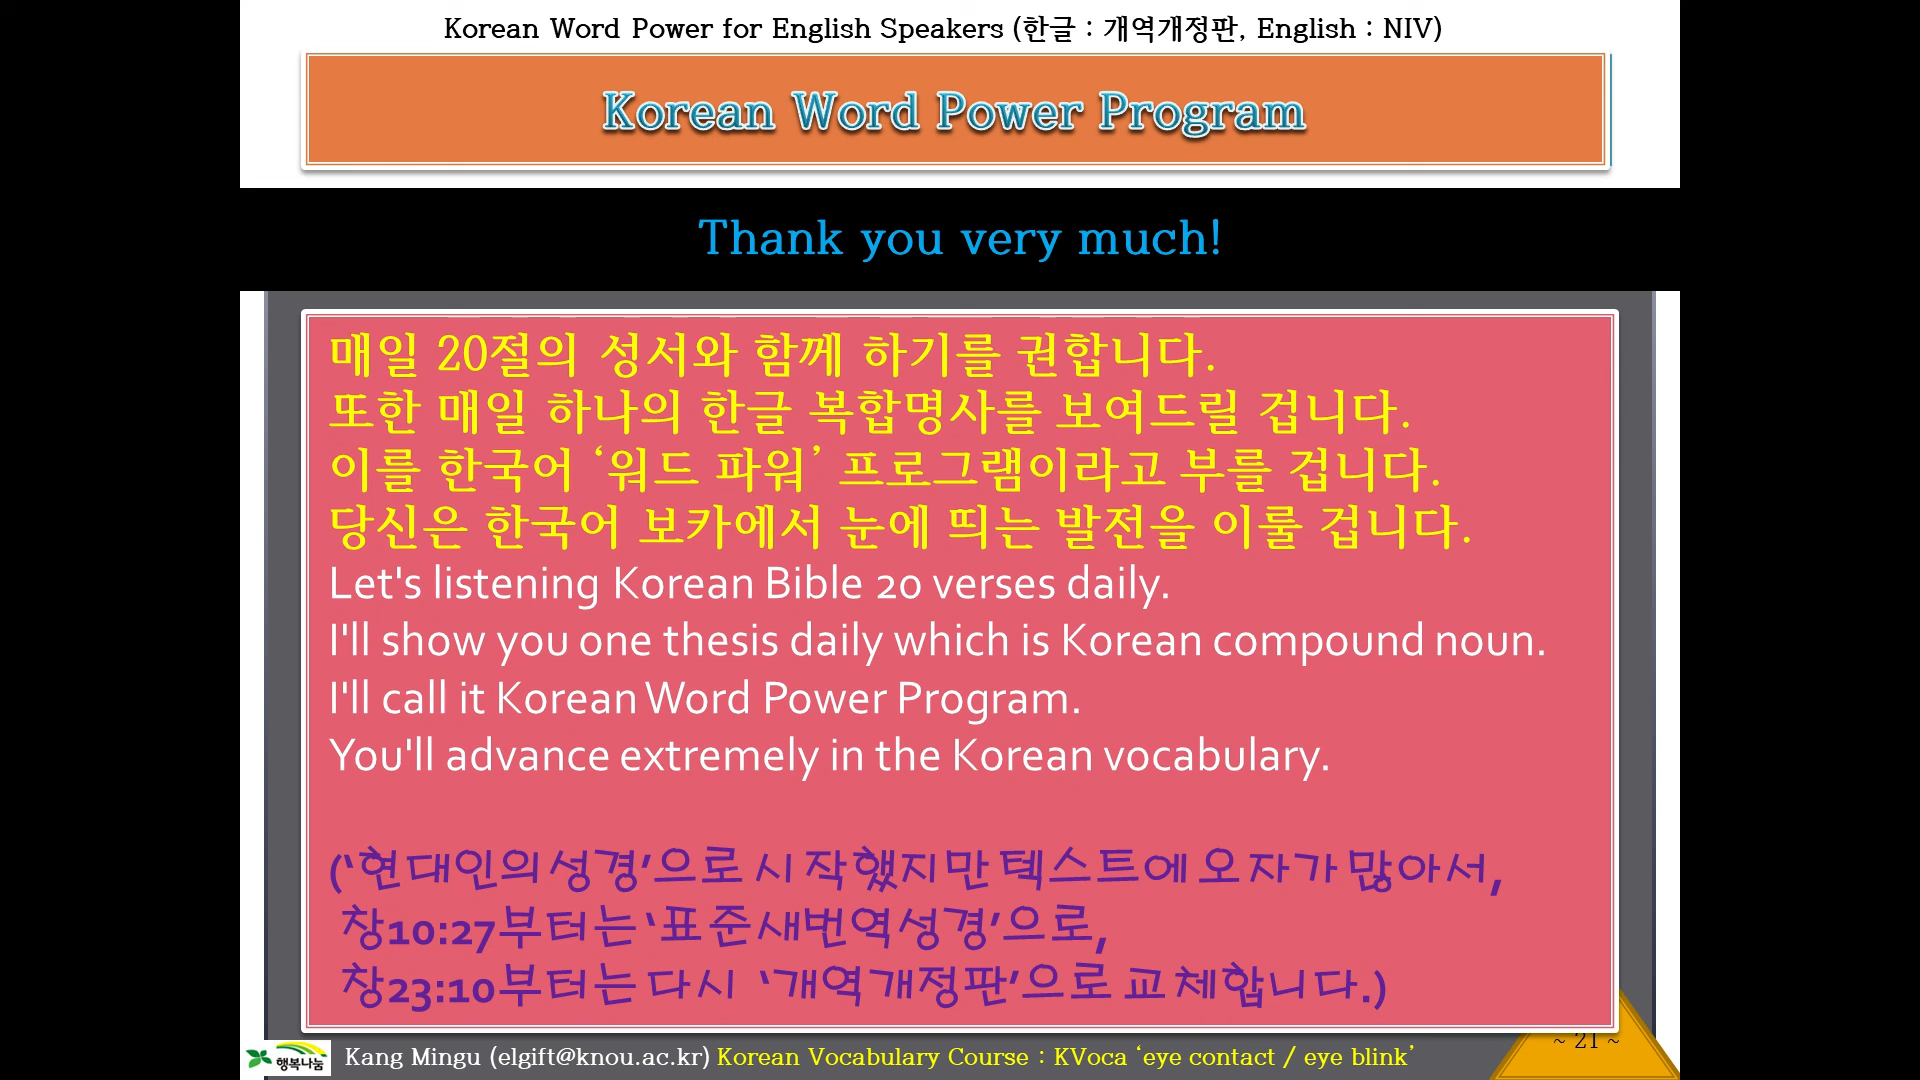 Korean Word Power for English Speakers (한글 : 개역개정판, English : NIV)
Korean Word Power Program
Thank you very much!
매일 20절의 성서와 함께 하기를 권합니다.
또한 매일 하나의 한글 복합명사를 보여드릴 겁니다.
이를 한국어 ‘워드 파워’ 프로그램이라고 부를 겁니다.
당신은 한국어 보카에서 눈에 띄는 발전을 이룰 겁니다.
Let's listening Korean Bible 20 verses daily.
I'll show you one thesis daily which is Korean compound noun.
I'll call it Korean Word Power Program.
You'll advance extremely in the Korean vocabulary.
(‘현대인의 성경’으로 시작했지만 텍스트에 오자가 많아서,
창10:27부터는 ‘표준새번역성경’으로,
창23:10부터는 다시 ‘개역개정판’으로 교체합니다.)
행복나눔 Kang Mingu (elgift@knou.ac.kr) Korean Vocabulary Course : KVoca ‘eye contact / eye blink’
~ 21 ~